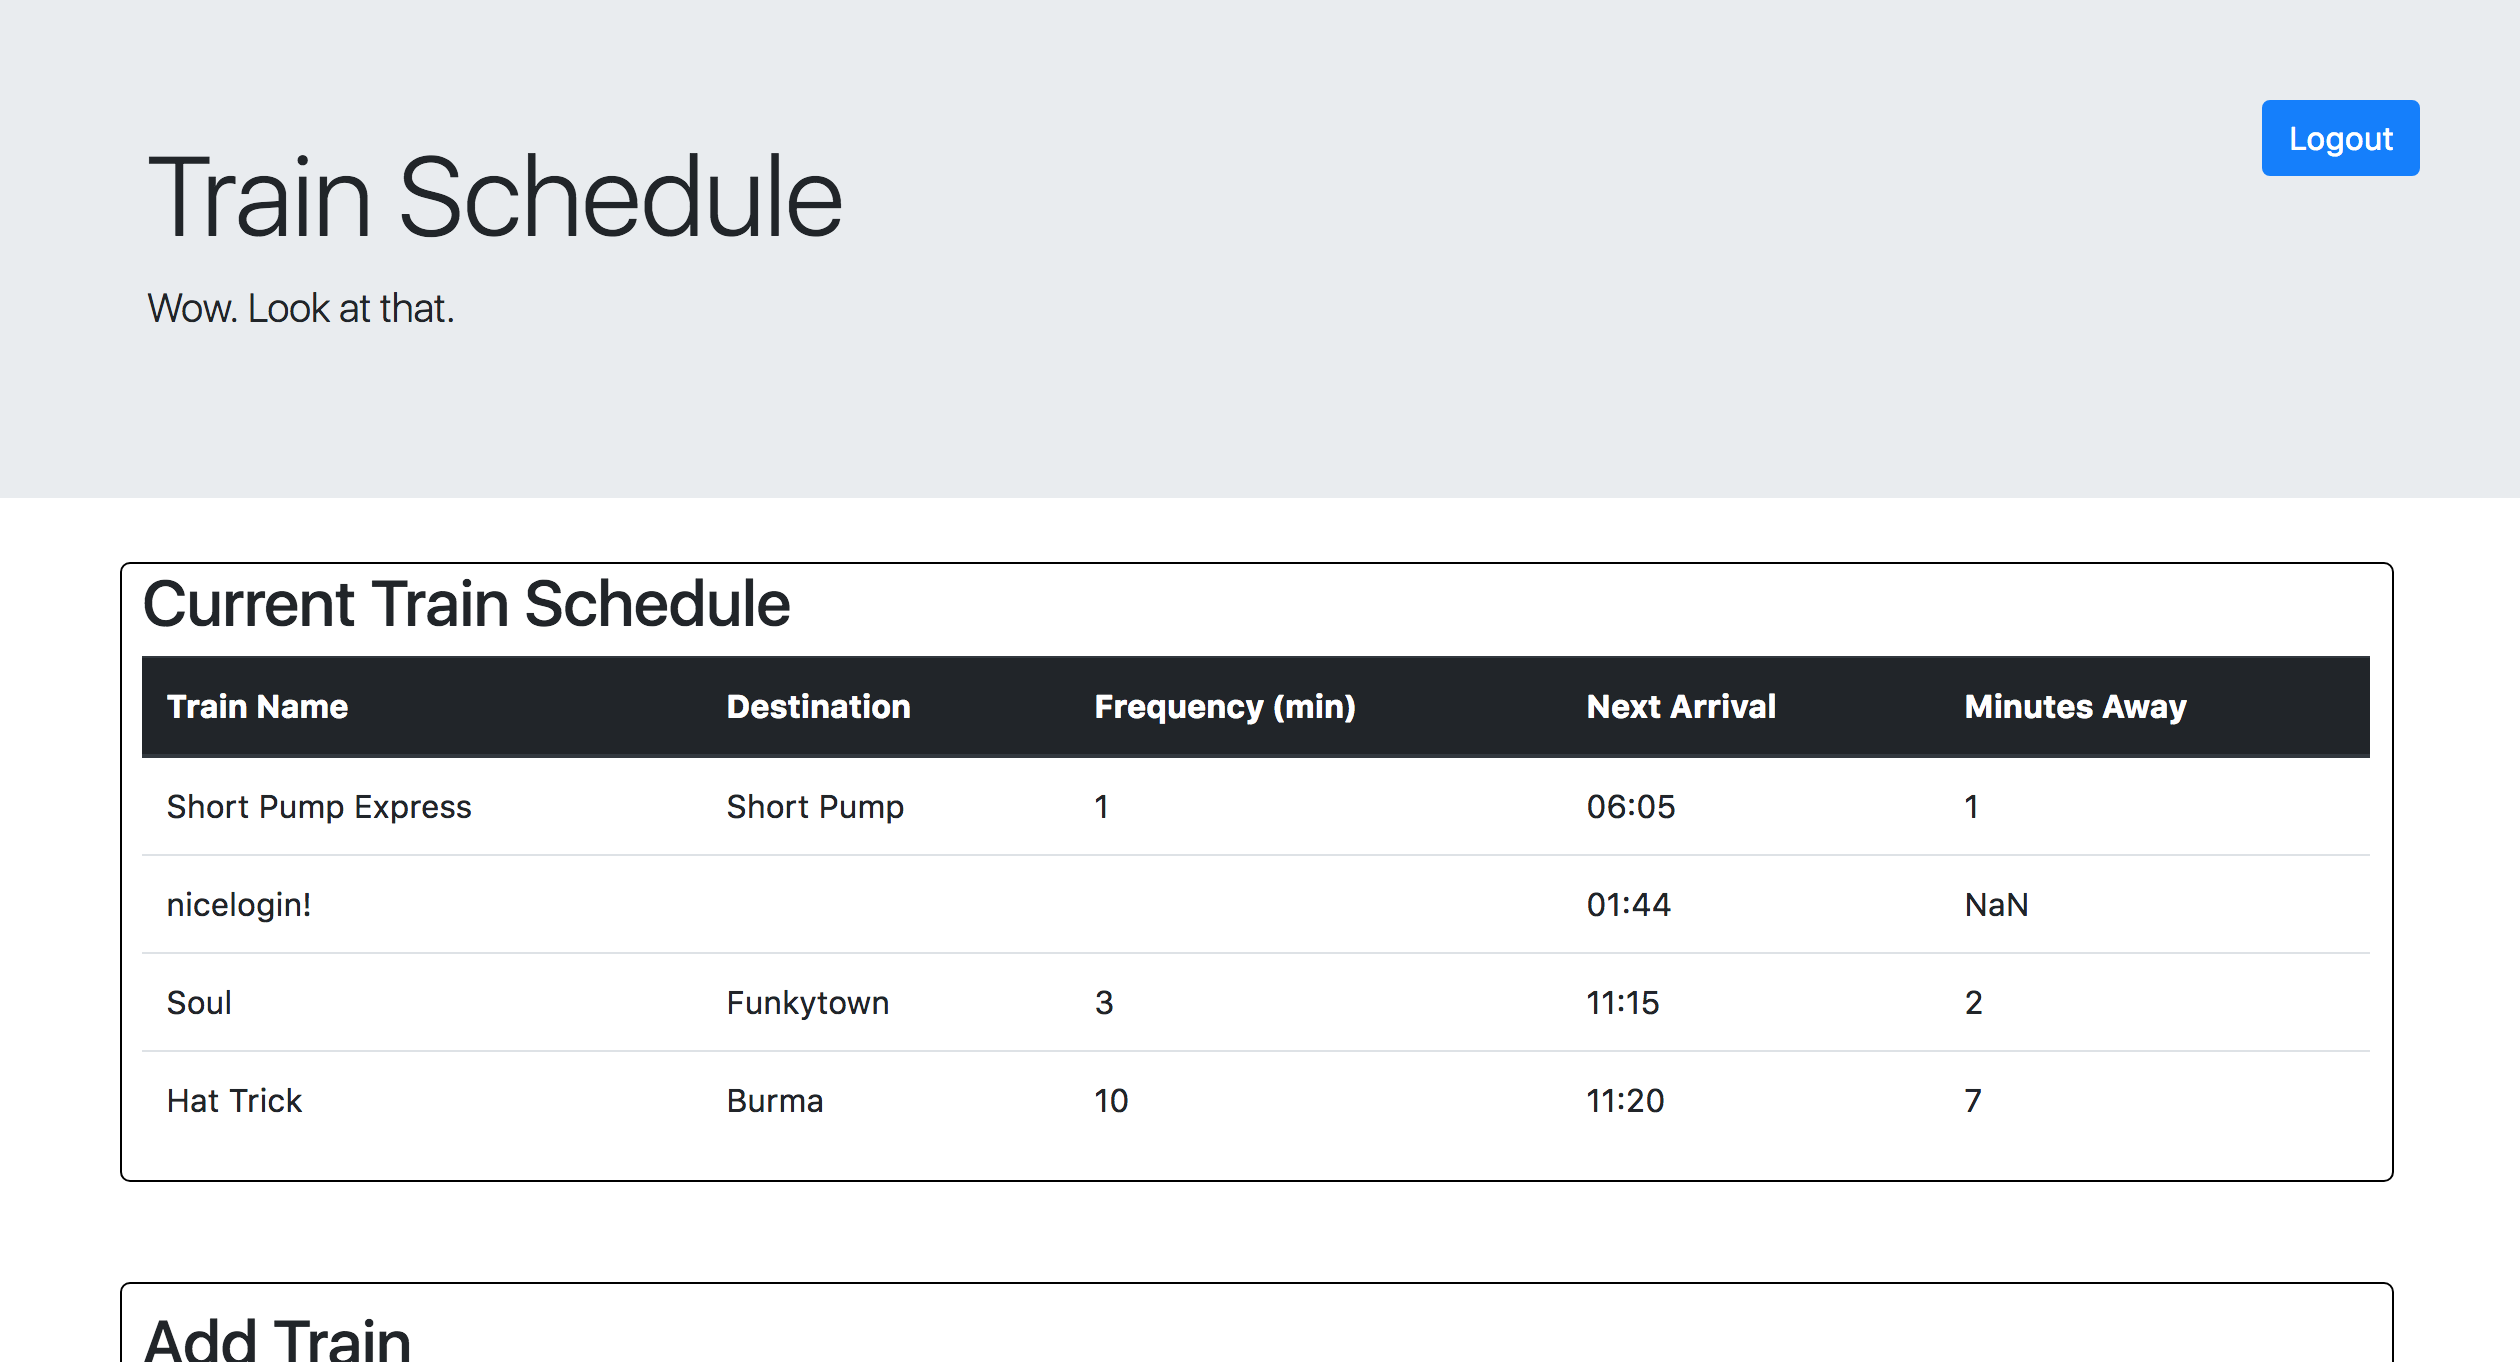 Logout
Train Schedule
Wow. Look at that.
Current Train Schedule
Train Name Destination Frequency (min) Next Arrival Minutes Away
Short Pump Express Short Pump 1 06:05 1
nicelogin! 01:44 NaN
Soul Funkytown 3 11:15 2
Hat Trick Burma 10 11:20 7
Add Train